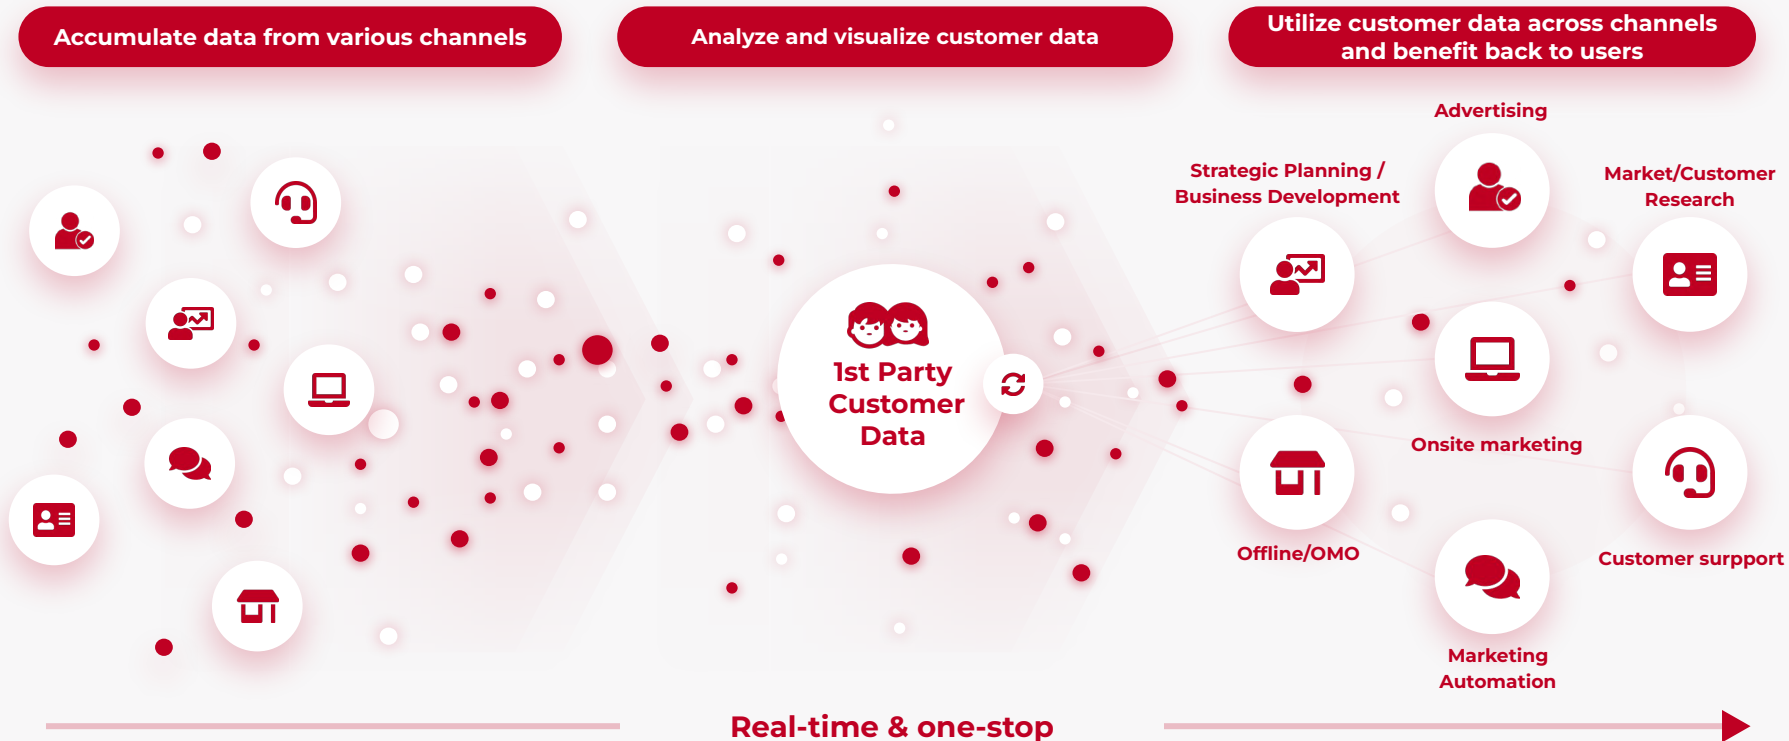 Accumulate data from various channels
Analyze and visualize customer data
Utilize customer data across channels
and benefit back to users
Advertising
Strategic Planning /
Business Development
Market/Customer
Research
1st Party
Customer
Data
Onsite marketing
Offline/OMO
Customer surpport
Marketing
Automation
Real-time & one-stop